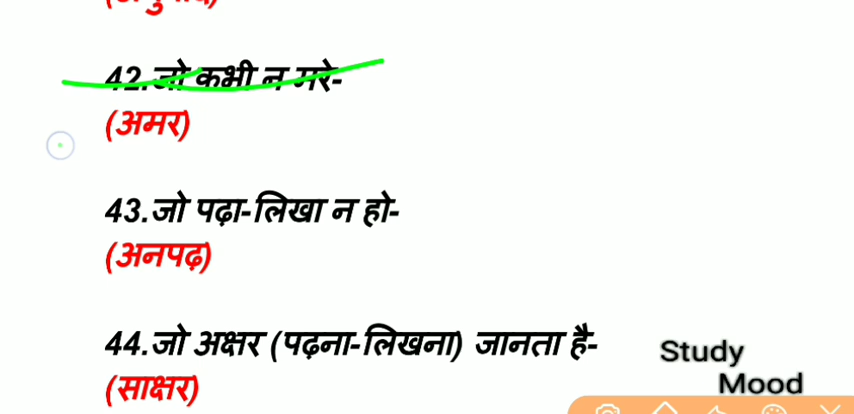 42.जो कभी न मरे-
(अमर)
43.जो पढ़ा-लिखा न हो-
(अनपढ़)
44.जो अक्षर (पढ़ना-लिखना) जानता है-
(साक्षर)
Study
Mood